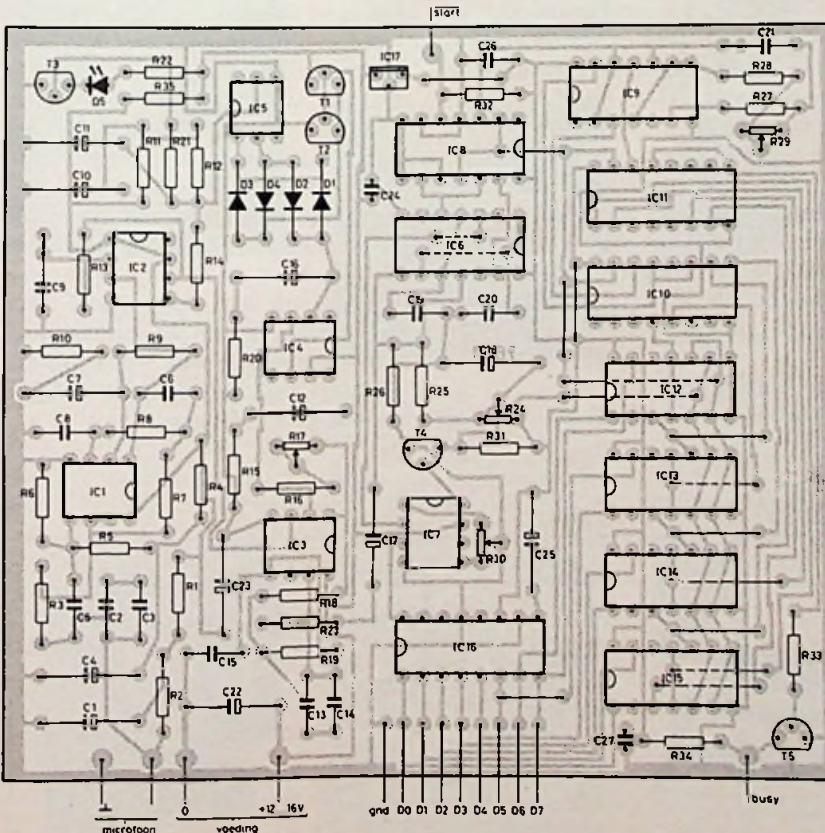 start
C21
T3
R22
IC17
C26
R28
D5
R35
IC5
T1
R32
IC9
R27
C11
R11
R21
R12
T2
IC8
R29
D3
D4
D2
D1
C10
C24
IC11
IC6
IC2
R14
R13
C16
C9
IC10
C19
C20
R10
R9
R20
IC4
C18
C7
C6
R26
R25
IC12
C12
R24
C8
R8
R17
T4
R31
R15
IC13
R6
IC1
R7
R4
R16
R5
IC3
C17
IC7
R30
C25
C23
IC14
R3
C5
C2
C3
R1
R18
R23
IC16
R33
C15
R19
C4
R2
IC15
C1
C22
C13
C14
C27
R34
T5
0
+12
16V
gnd
D0
D1
D2
D3
D4
D5
D6
D7
busy
microfoon
voeding